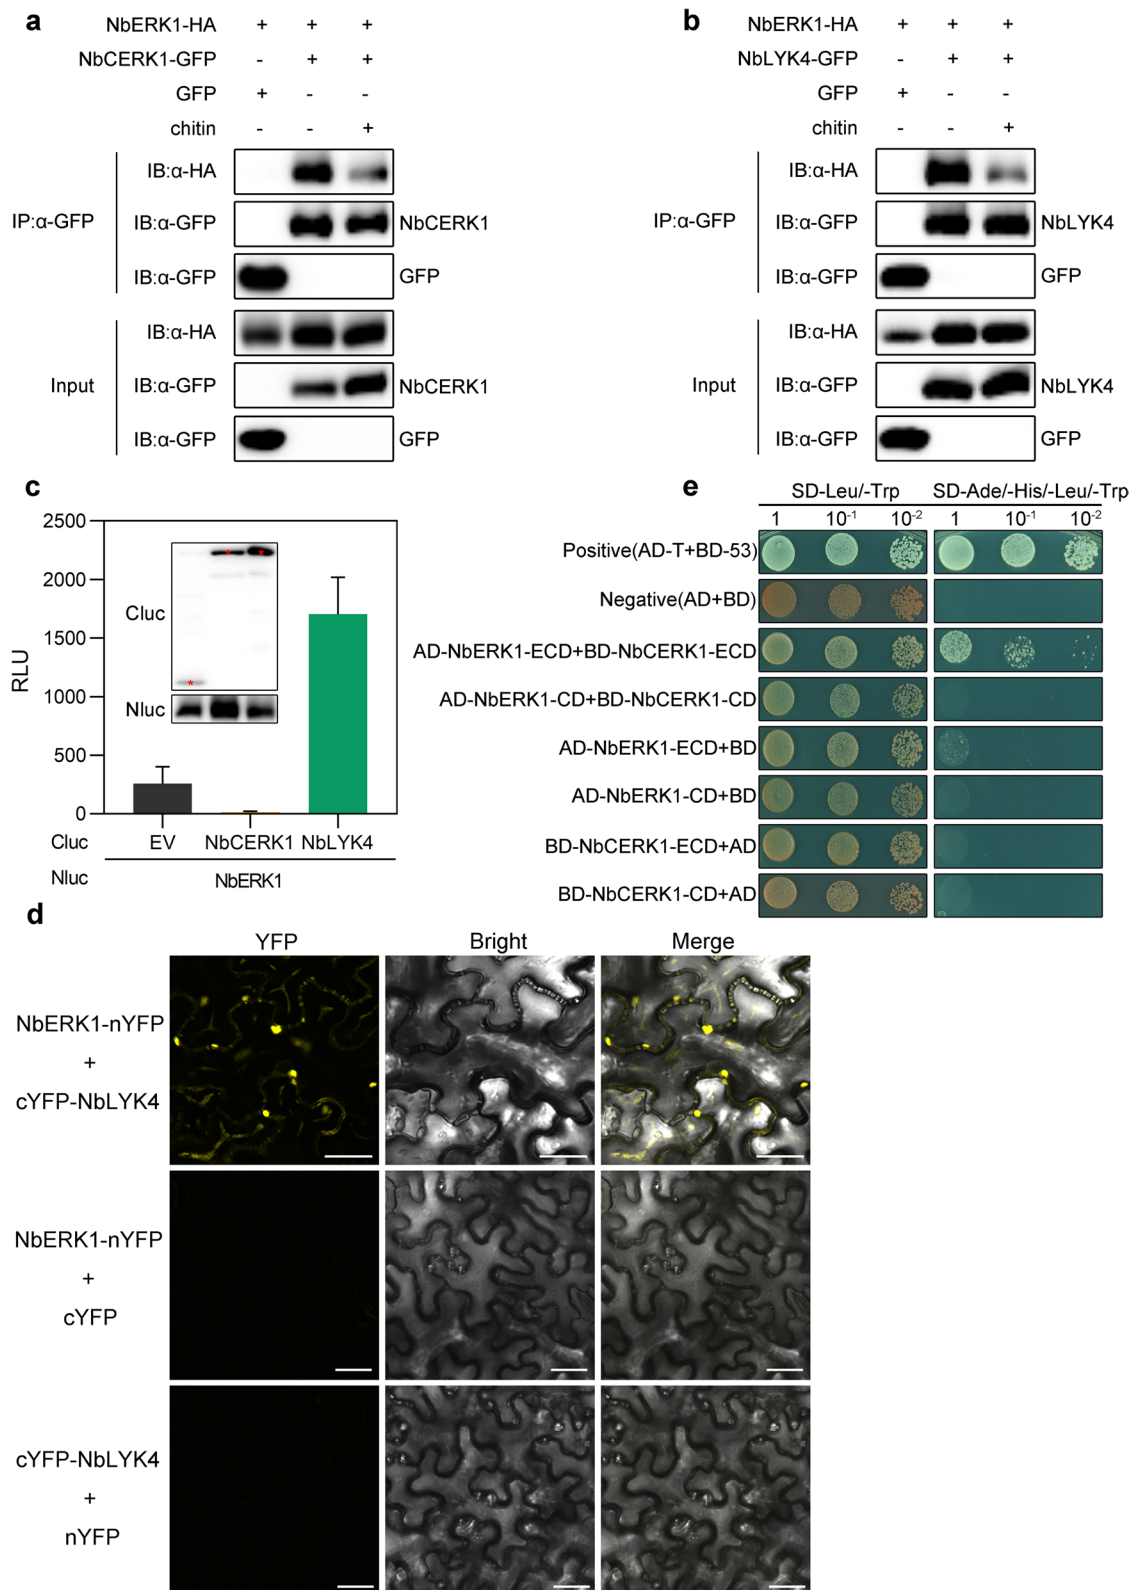 a
NbERK1-HA + + +
NbCERK1-GFP - + +
GFP + - -
chitin - - +
IP:α-GFP
IB:α-HA
IB:α-GFP NbCERK1
IB:α-GFP GFP
Input
IB:α-HA
IB:α-GFP NbCERK1
IB:α-GFP GFP
b
NbERK1-HA + + +
NbLYK4-GFP - + +
GFP + - -
chitin - - +
IP:α-GFP
IB:α-HA
IB:α-GFP NbLYK4
IB:α-GFP GFP
Input
IB:α-HA
IB:α-GFP NbLYK4
IB:α-GFP GFP
c
RLU
2500
2000
1500
1000
500
0
Cluc
* * *
Nluc
Cluc EV NbCERK1 NbLYK4
Nluc NbERK1
e
SD-Leu/-Trp SD-Ade/-His/-Leu/-Trp
1 10-1 10-2 1 10-1 10-2
Positive(AD-T+BD-53)
Negative(AD+BD)
AD-NbERK1-ECD+BD-NbCERK1-ECD
AD-NbERK1-CD+BD-NbCERK1-CD
AD-NbERK1-ECD+BD
AD-NbERK1-CD+BD
BD-NbCERK1-ECD+AD
BD-NbCERK1-CD+AD
d
YFP Bright Merge
NbERK1-nYFP
+
cYFP-NbLYK4
NbERK1-nYFP
+
cYFP
cYFP-NbLYK4
+
nYFP